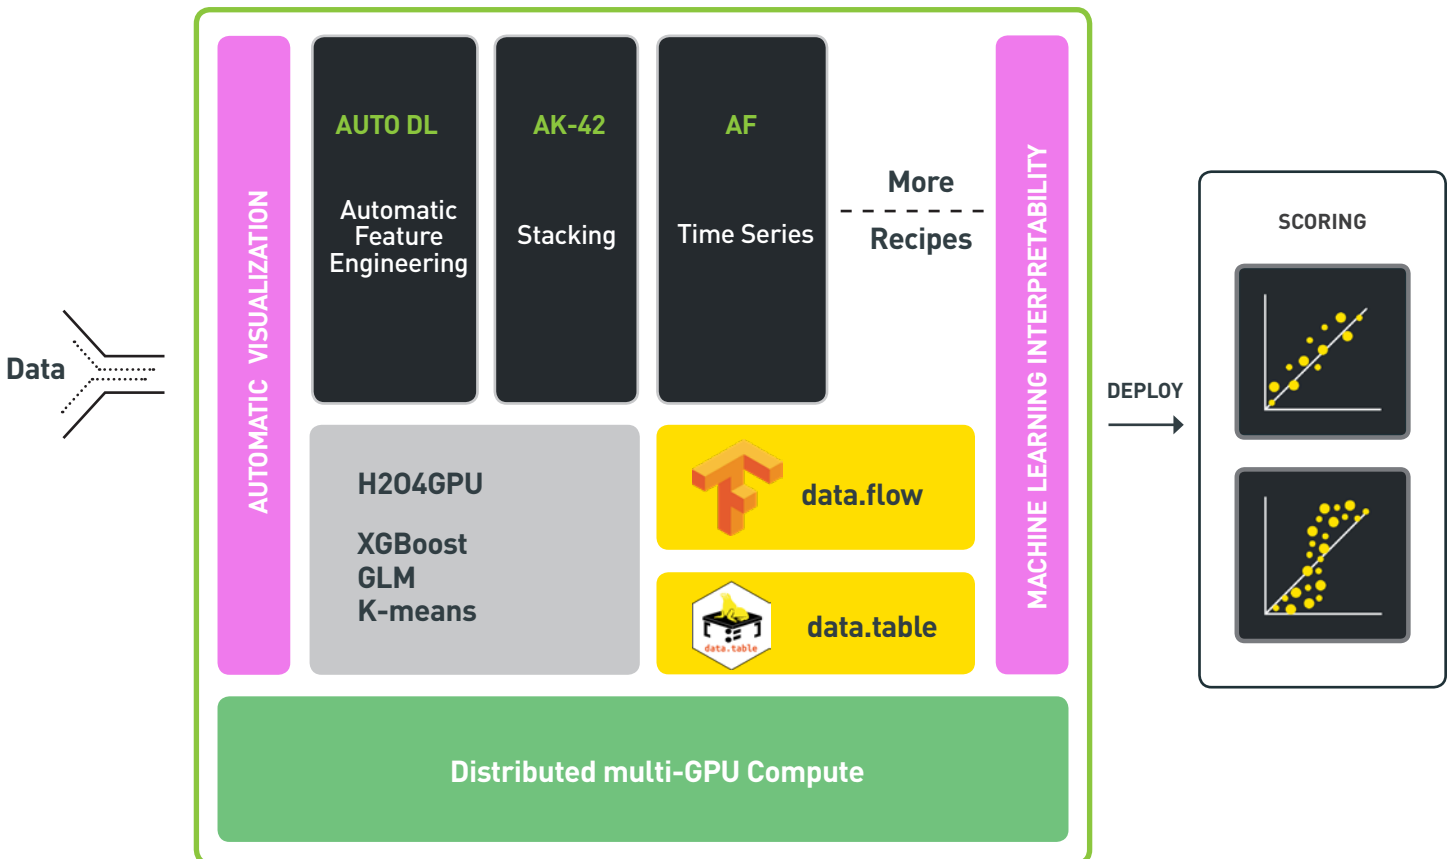 Data
AUTOMATIC VISUALIZATION
AUTO DL
Automatic
Feature
Engineering
AK-42
Stacking
AF
Time Series
More
Recipes
MACHINE LEARNING INTERPRETABILITY
H2O4GPU
XGBoost
GLM
K-means
data.flow
data.table
data.table
Distributed multi-GPU Compute
DEPLOY
SCORING